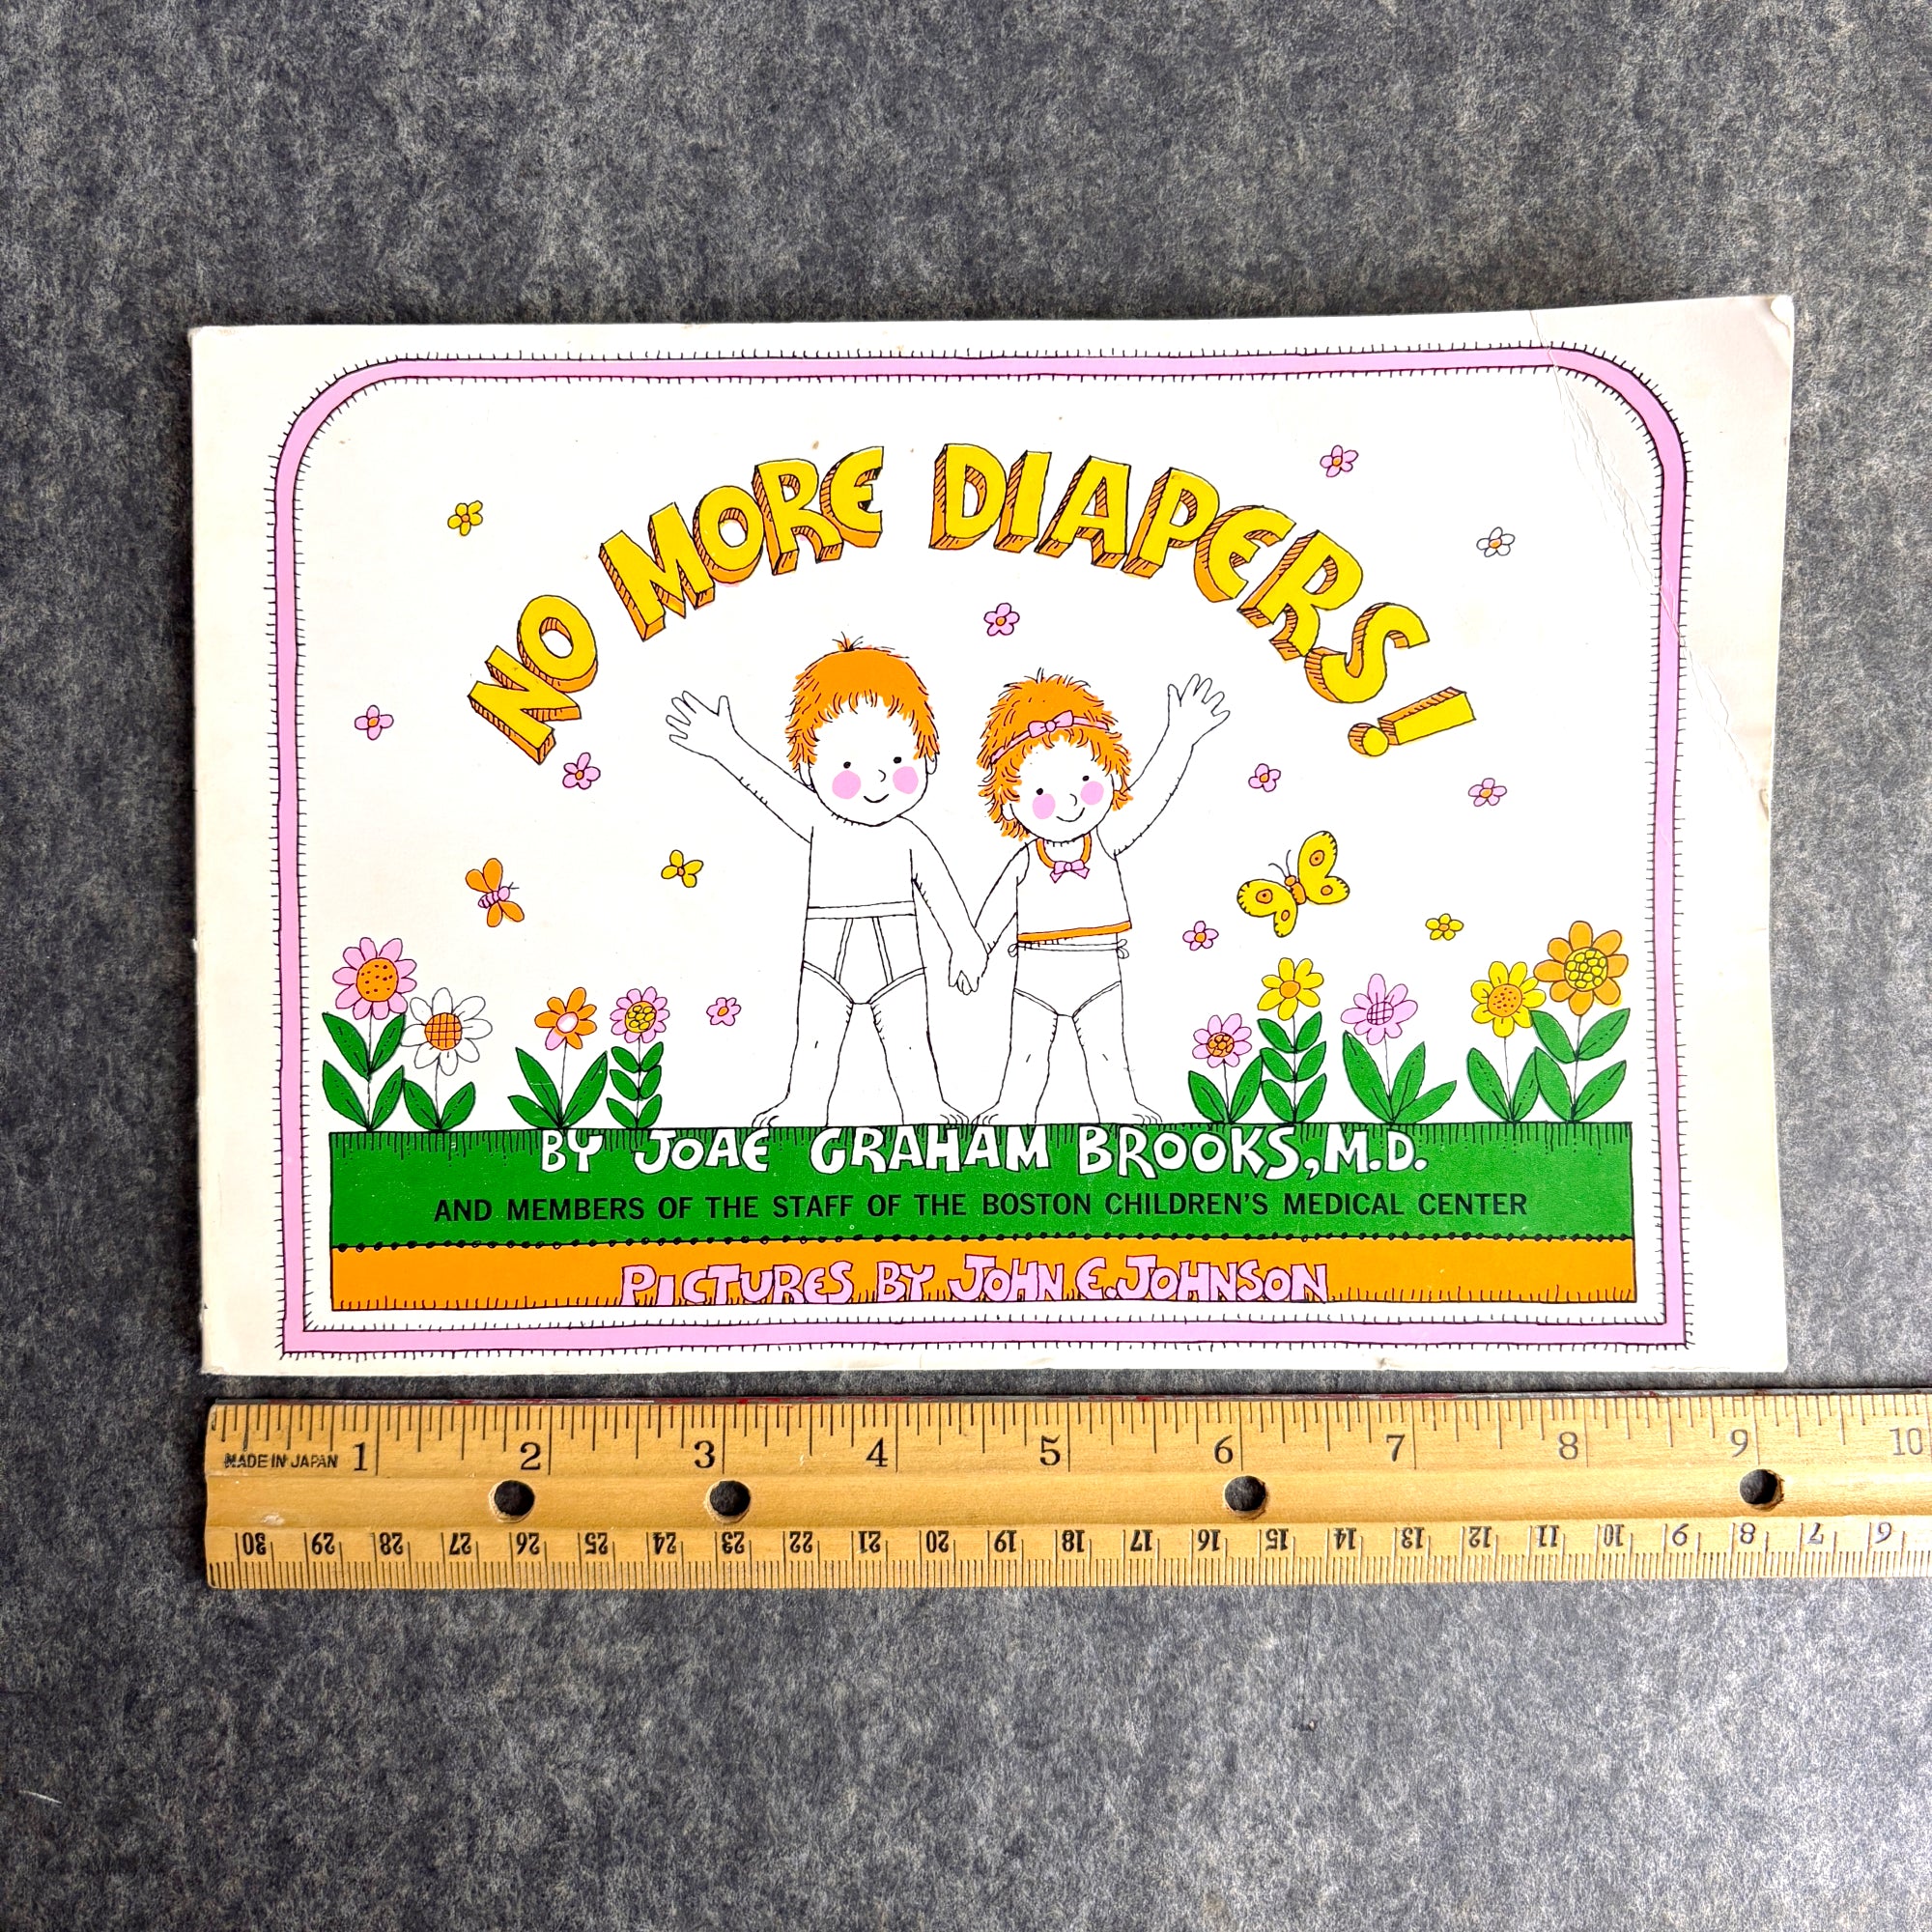 NO MORE DIAPERS!
BY JOAE GRAHAM BROOKS, M.D.
AND MEMBERS OF THE STAFF OF THE BOSTON CHILDREN'S MEDICAL CENTER
PICTURES BY JOHN E. JOHNSON
1 2 3 4 5 6 7 8 9 10
MADE IN JAPAN
30 29 28 27 26 25 24 23 22 21 20 19 18 17 16 15 14 13 12 11 10 9 8 7 6